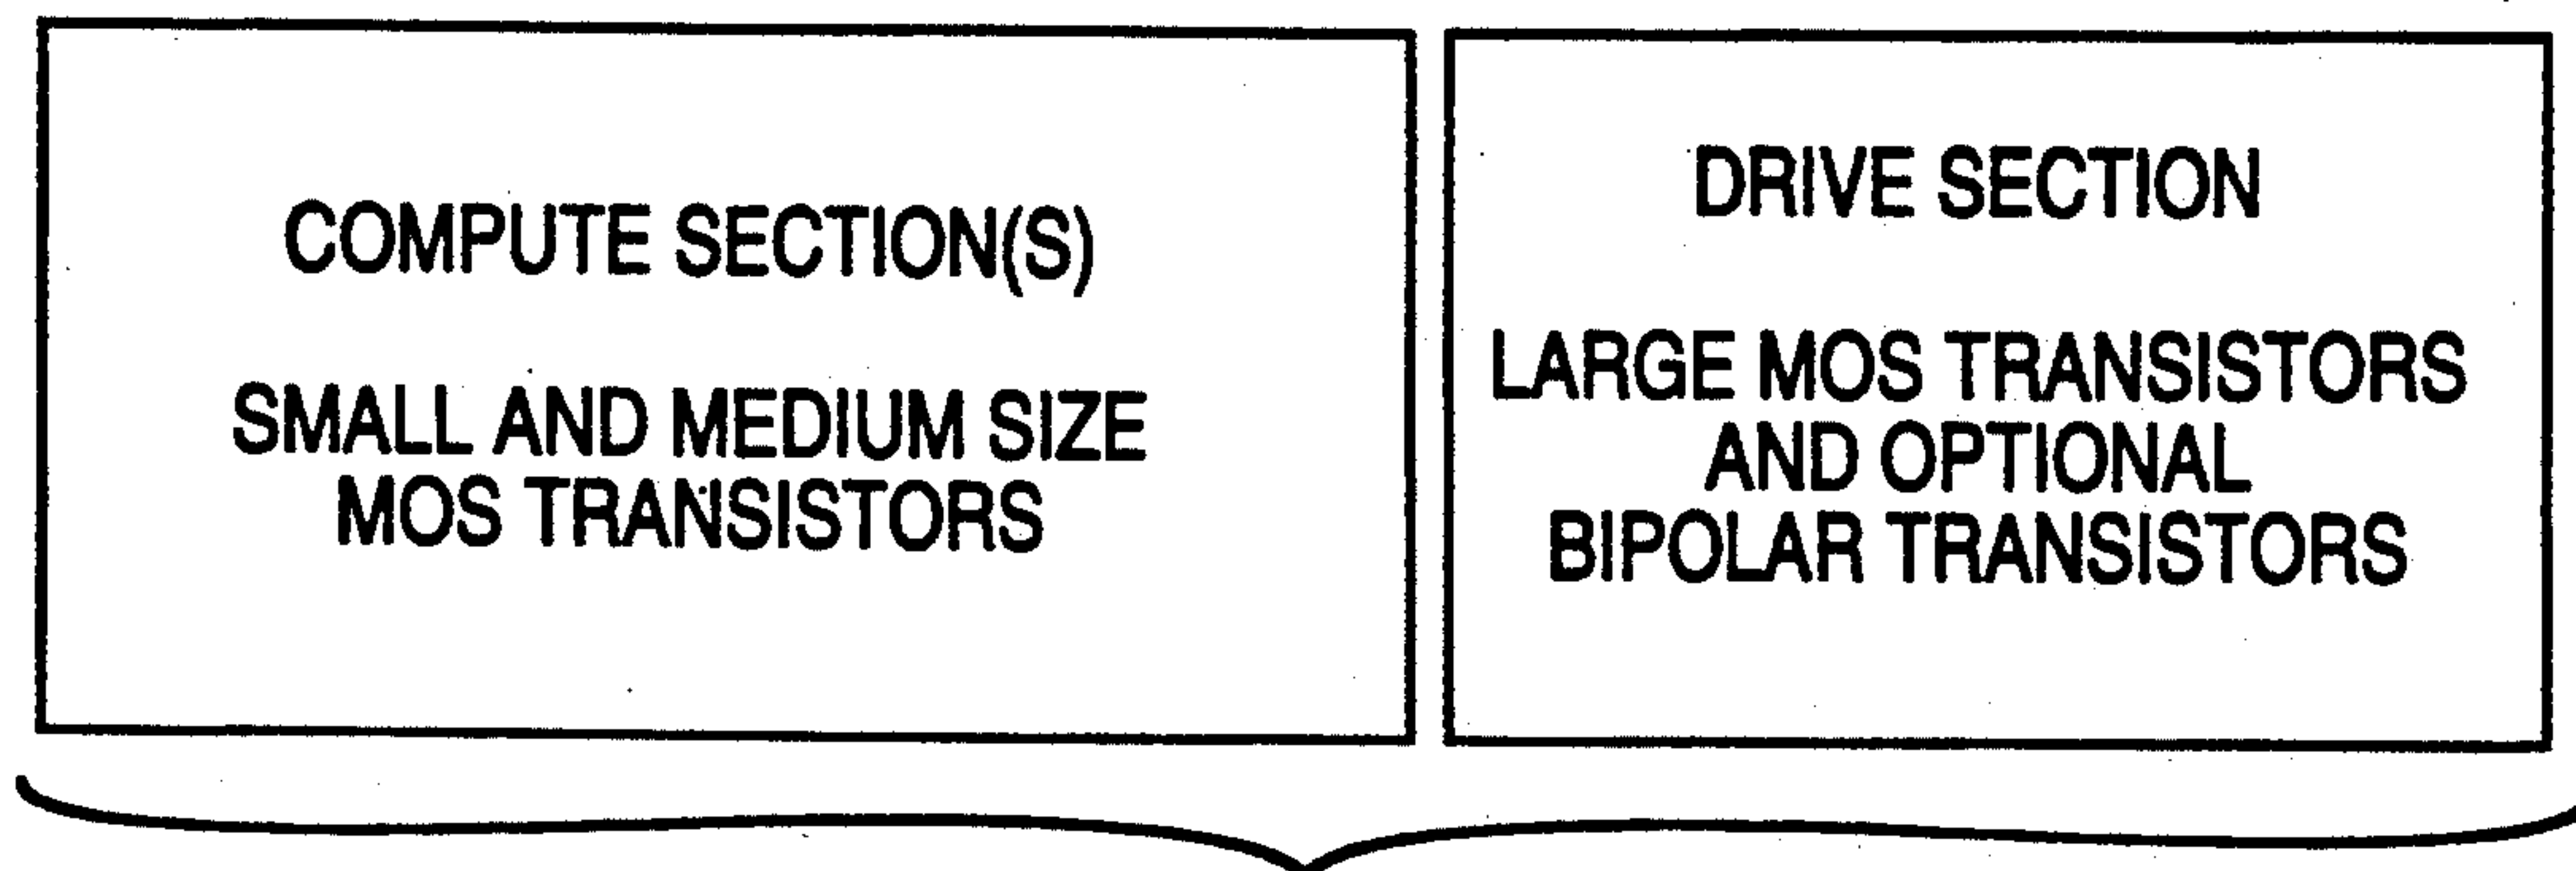 COMPUTE SECTION(S)
SMALL AND MEDIUM SIZE
MOS TRANSISTORS
DRIVE SECTION
LARGE MOS TRANSISTORS
AND OPTIONAL
BIPOLAR TRANSISTORS